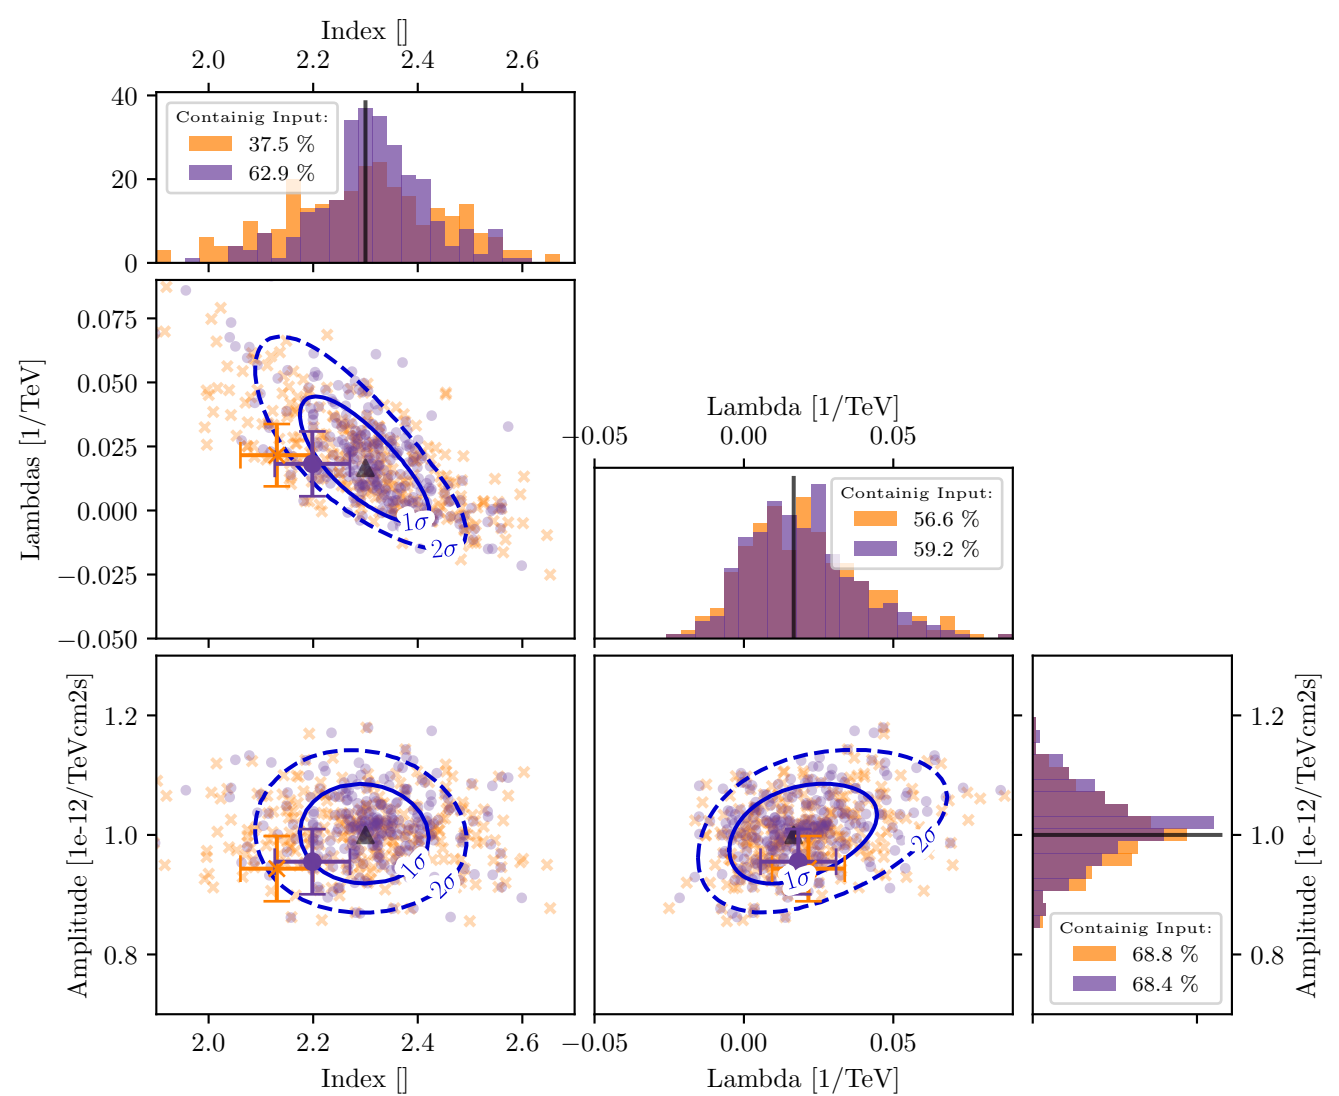 Index []
2.0 2.2 2.4 2.6
40
20
0
Containig Input:
37.5 %
62.9 %
Lambdas [1/TeV]
0.075
0.050
0.025
0.000
−0.025
−0.050
1σ
2σ
Lambda [1/TeV]
−0.05 0.00 0.05
Containig Input:
56.6 %
59.2 %
Amplitude [1e-12/TeVcm2s]
1.2
1.0
0.8
1σ
2σ
2.0 2.2 2.4 2.6
Index []
2σ
1σ
−0.05 0.00 0.05
Lambda [1/TeV]
Containig Input:
68.8 %
68.4 %
1.2
1.0
0.8
Amplitude [1e-12/TeVcm2s]